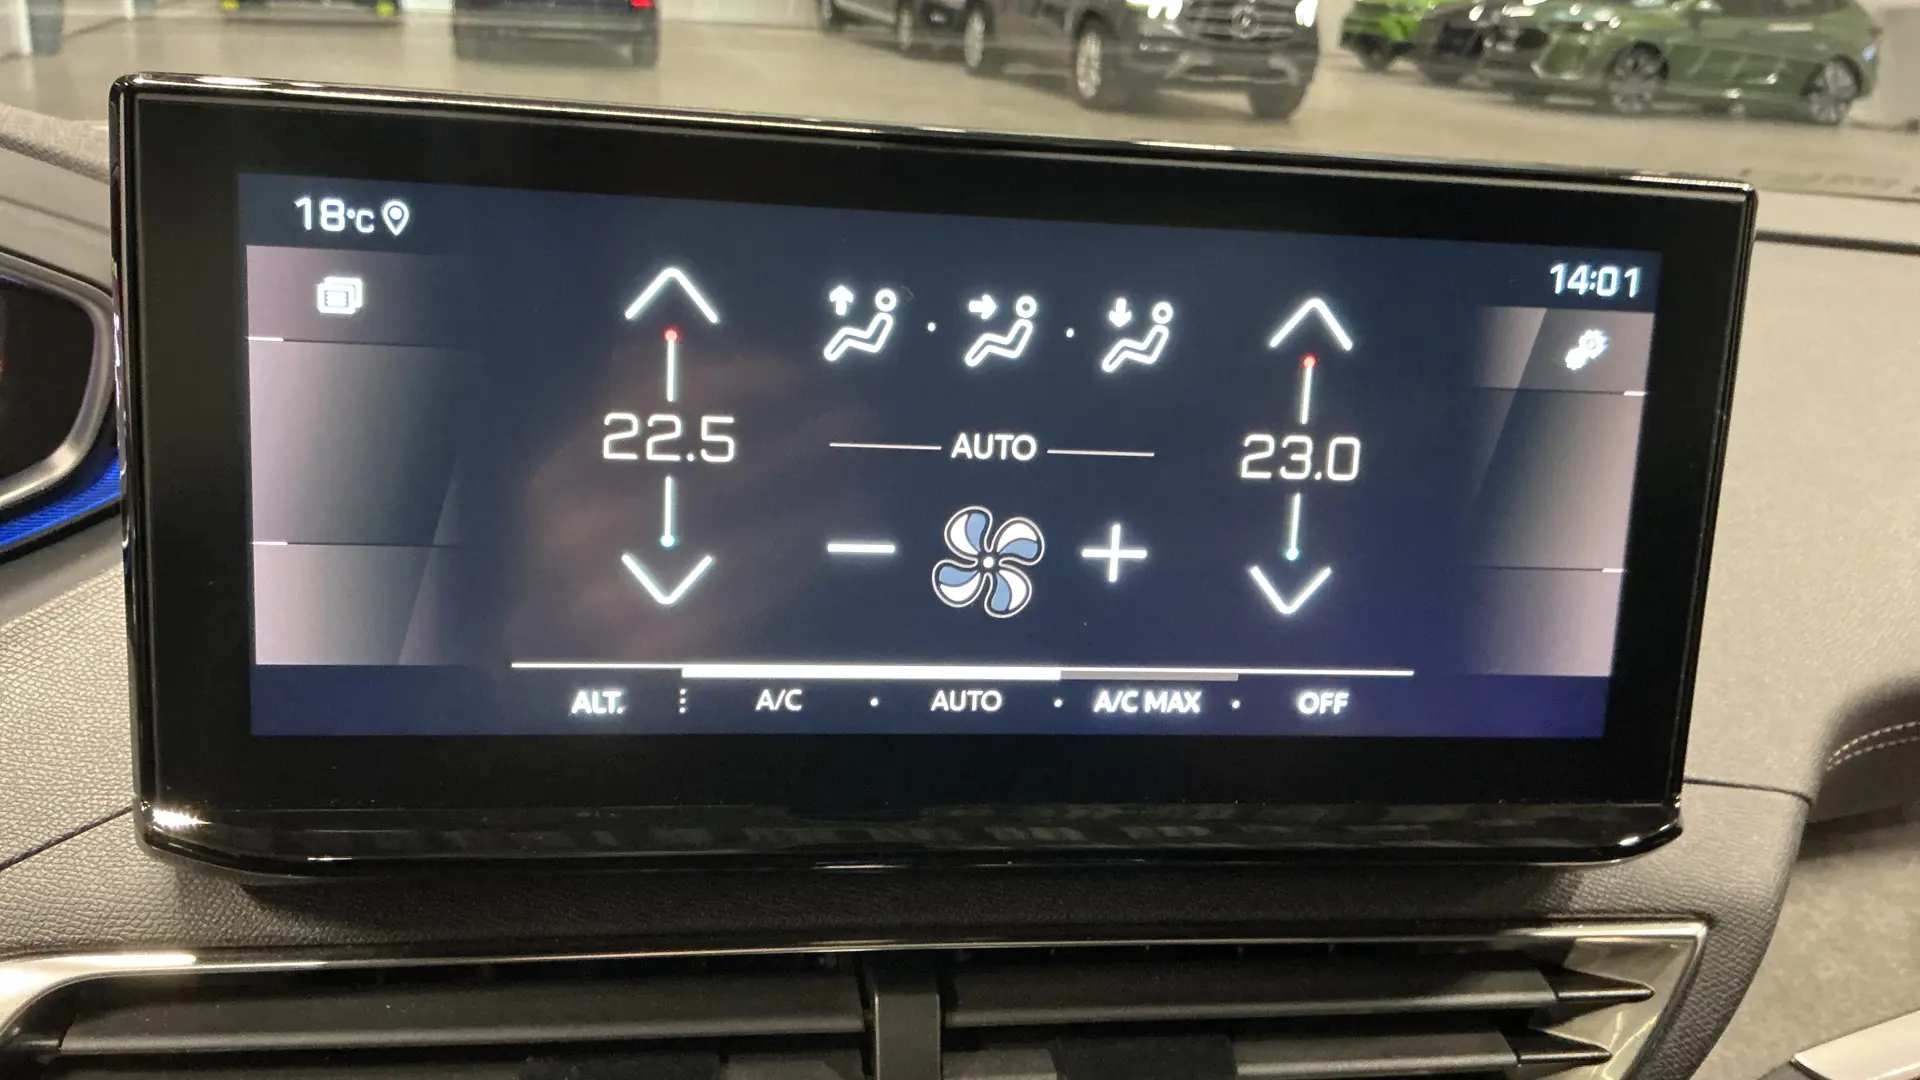 18°C
14:01
22.5
AUTO
23.0
ALT. A/C AUTO A/C MAX OFF